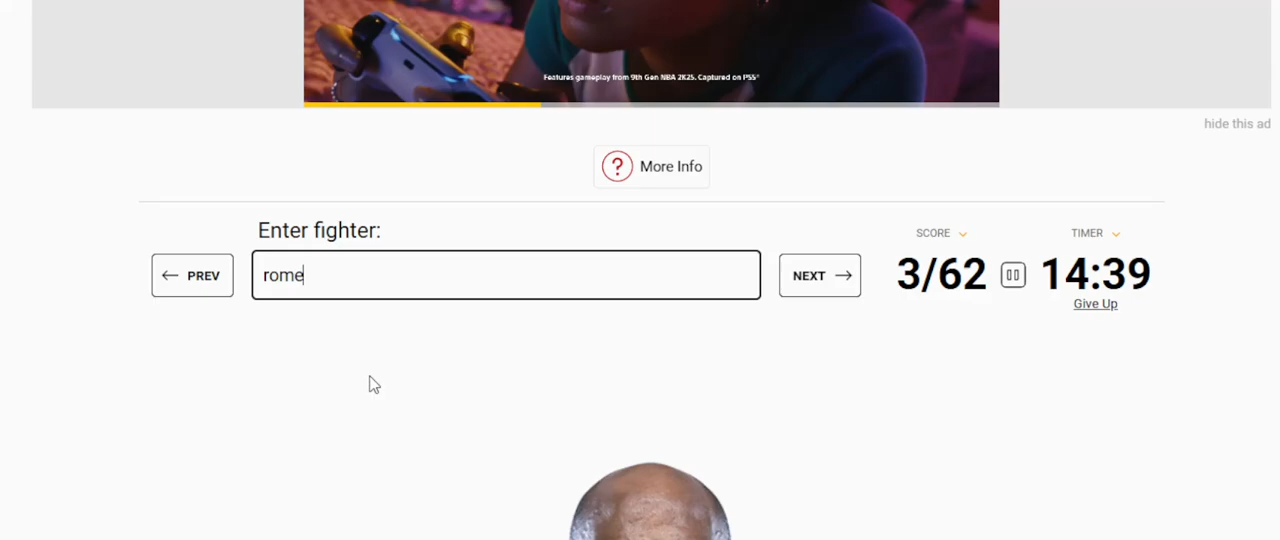 Features gameplay from 9th Gen NBA 2K25. Captured on PS5®
hide this ad
? More Info
Enter fighter:
SCORE
TIMER
← PREV
rome
NEXT →
3/62
14:39
Give Up